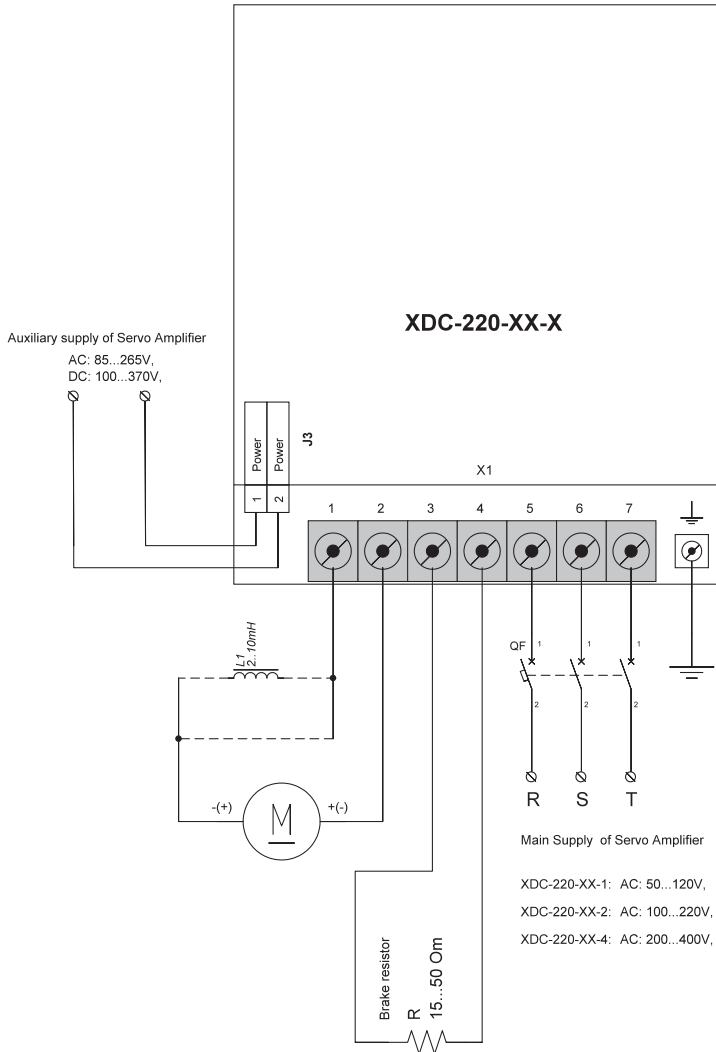 XDC-220-XX-X
Auxiliary supply of Servo Amplifier
AC: 85...265V,
DC: 100...370V,
Power
Power
J3
1
2
X1
1 2 3 4 5 6 7
L1
2..10mH
QF
1 1 1
2 2 2
R S T
-(+) M +(-)
Main Supply of Servo Amplifier
XDC-220-XX-1: AC: 50...120V,
XDC-220-XX-2: AC: 100...220V,
XDC-220-XX-4: AC: 200...400V,
Brake resistor
R
15...50 Om